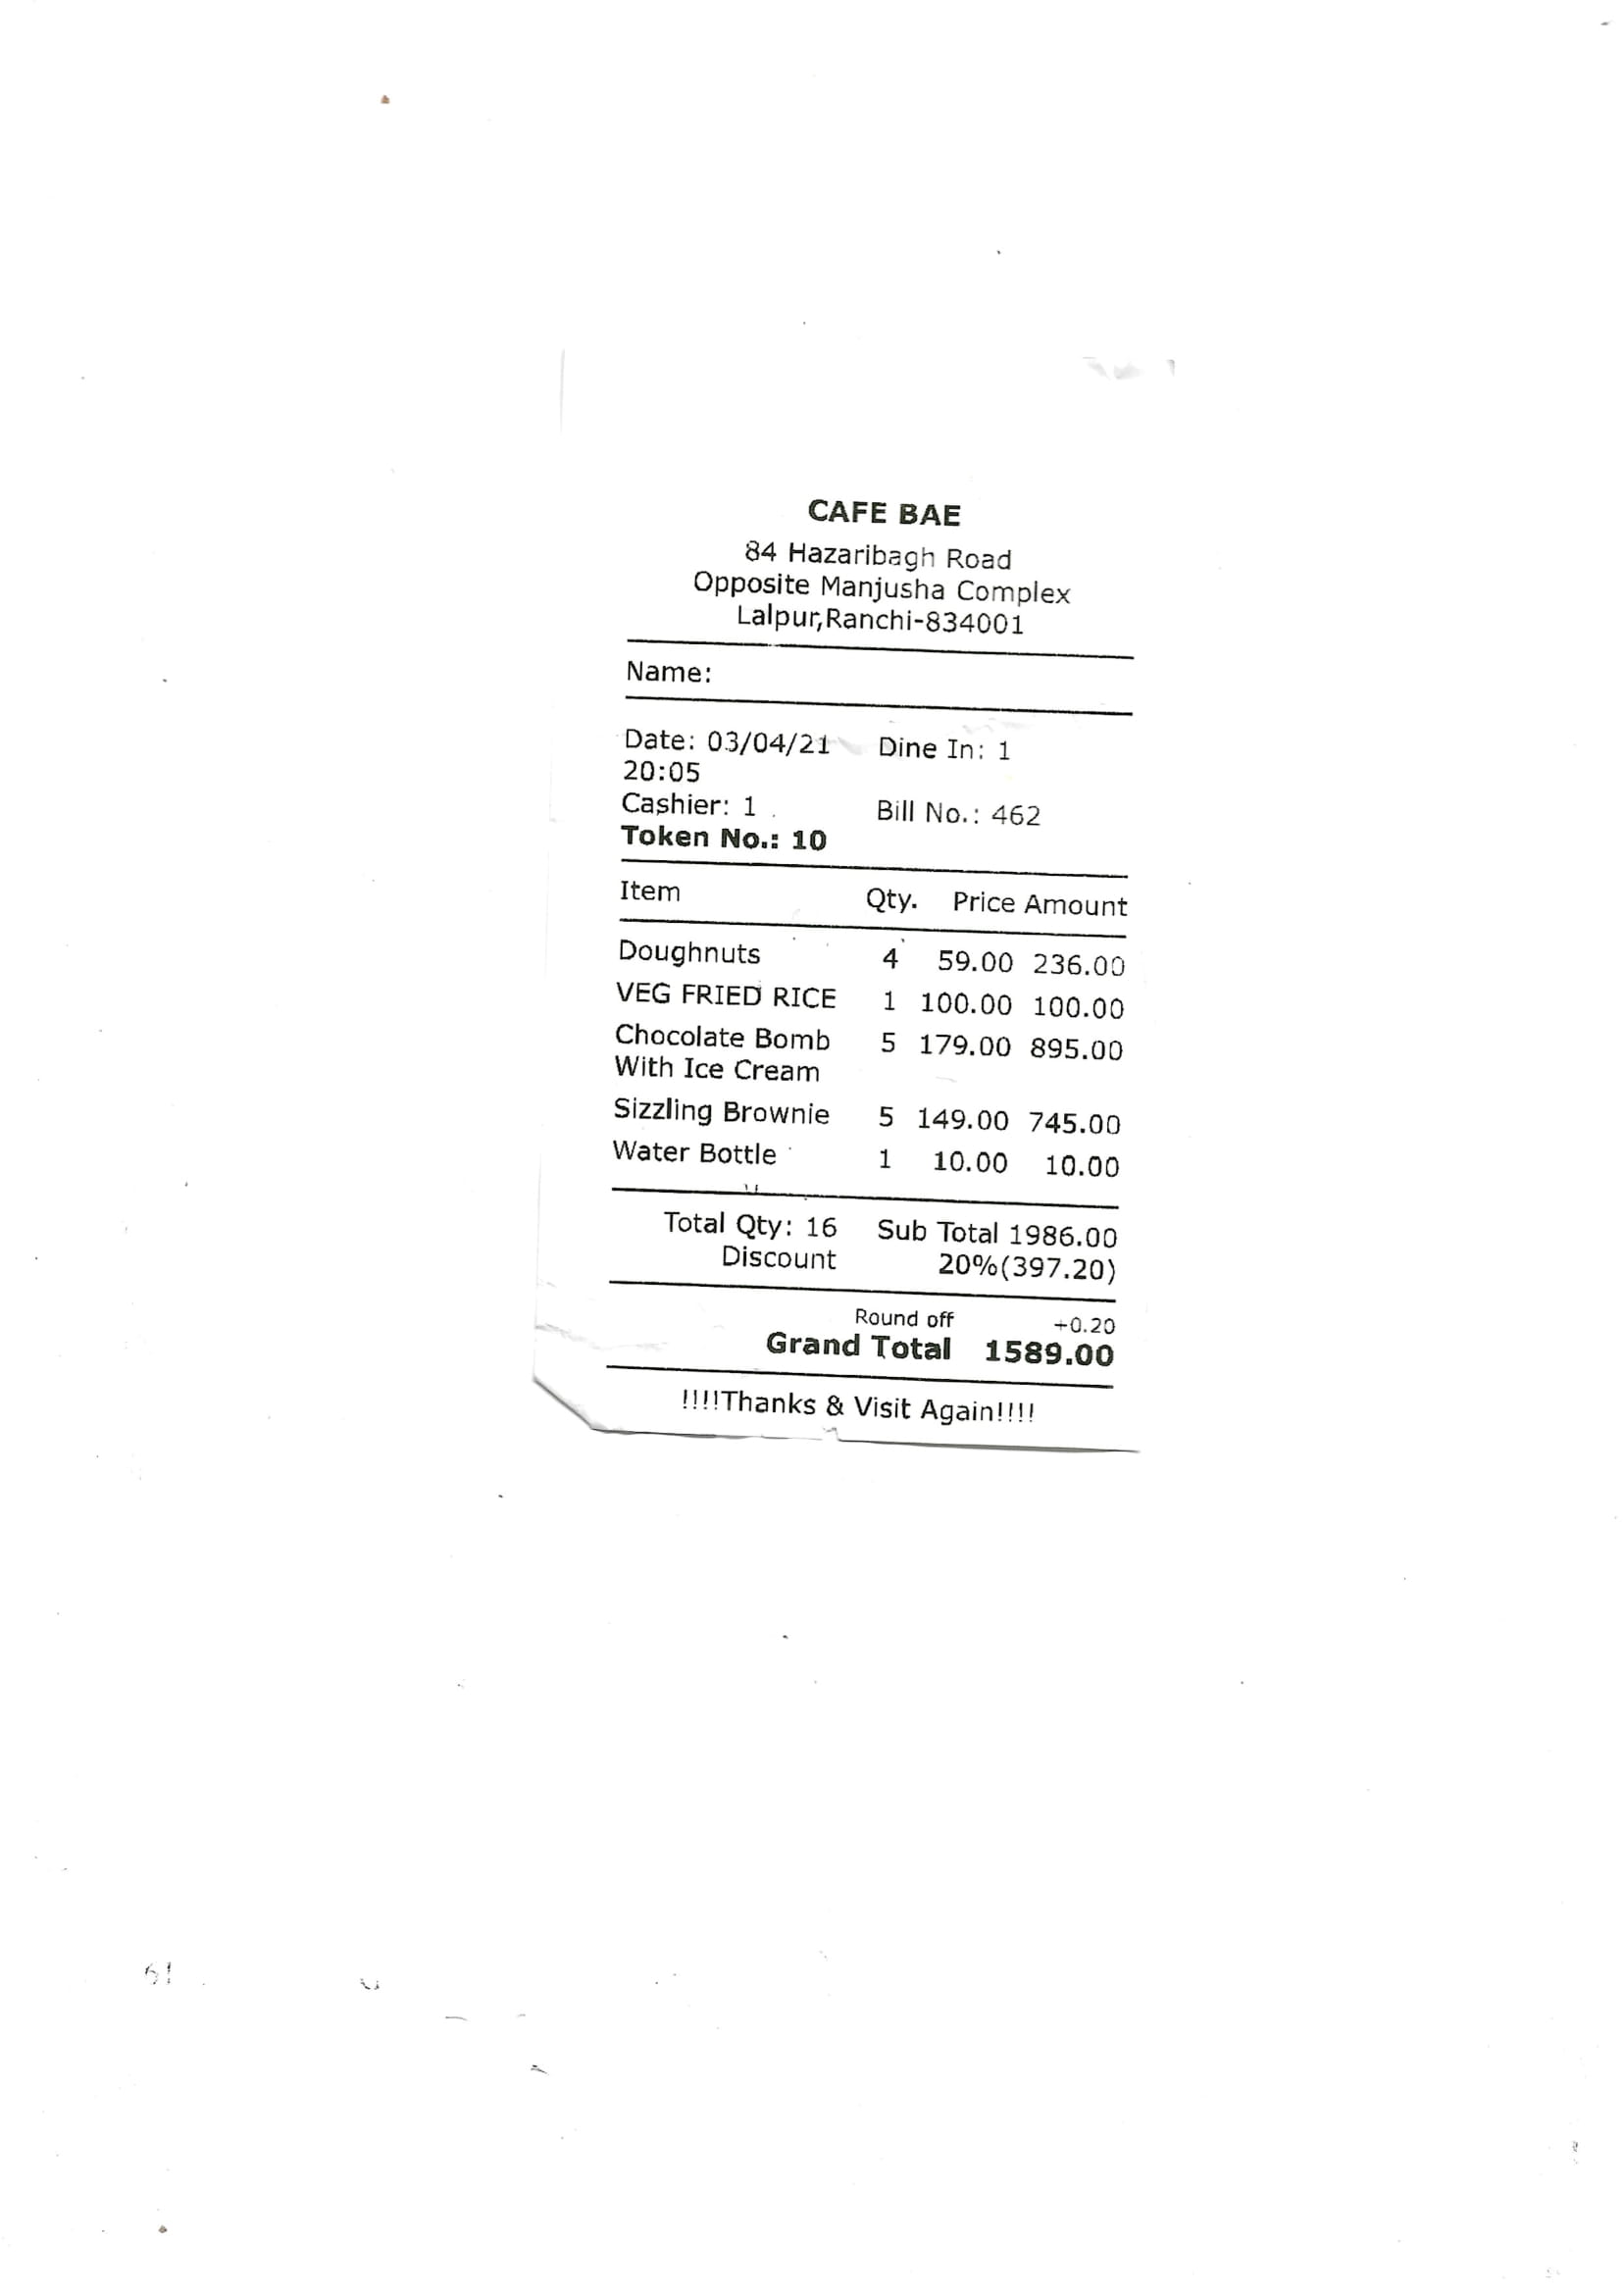 CAFE BAE
84 Hazaribagh Road
Opposite Manjusha Complex
Lalpur,Ranchi-834001
Name:
Date: 03/04/21 Dine In: 1
20:05
Cashier: 1 Bill No.: 462
Token No.: 10
Item Qty. Price Amount
Doughnuts 4 59.00 236.00
VEG FRIED RICE 1 100.00 100.00
Chocolate Bomb 5 179.00 895.00
With Ice Cream
Sizzling Brownie 5 149.00 745.00
Water Bottle 1 10.00 10.00
Total Qty: 16 Sub Total 1986.00
Discount 20%(397.20)
Round off +0.20
Grand Total 1589.00
!!!!Thanks & Visit Again!!!!